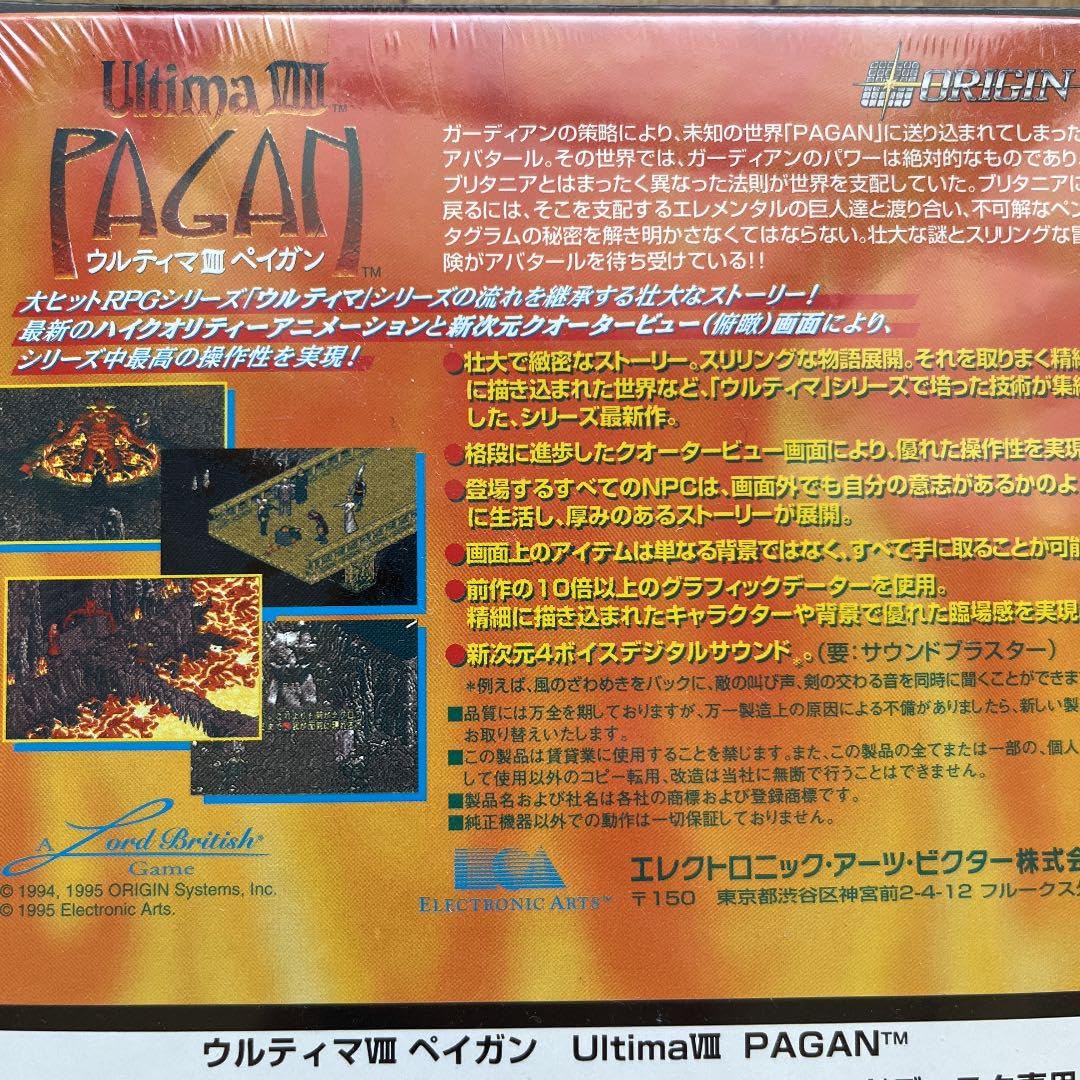 Ultima VIII™
PAGAN™
ウルティマⅧ ペイガン
ORIGIN
ガーディアンの策略により、未知の世界「PAGAN」に送り込まれてしまった
アバタール。その世界では、ガーディアンのパワーは絶対的なものであり、
ブリタニアとはまったく異なった法則が世界を支配していた。ブリタニアに
戻るには、そこを支配するエレメンタルの巨人達と渡り合い、不可解なペン
タグラムの秘密を解き明かさなくてはならない。壮大な謎とスリリングな冒
険がアバタールを待ち受けている!!
大ヒットRPGシリーズ「ウルティマ」シリーズの流れを継承する壮大なストーリー!
最新のハイクオリティーアニメーションと新次元クオータービュー(俯瞰)画面により、
シリーズ中最高の操作性を実現!
●壮大で緻密なストーリー。スリリングな物語展開。それを取りまく精細
に描き込まれた世界など、「ウルティマ」シリーズで培った技術が集結
した、シリーズ最新作。
●格段に進歩したクオータービュー画面により、優れた操作性を実現
●登場するすべてのNPCは、画面外でも自分の意志があるかのよ
に生活し、厚みのあるストーリーが展開。
●画面上のアイテムは単なる背景ではなく、すべて手に取ることが可能
●前作の10倍以上のグラフィックデーターを使用。
精細に描き込まれたキャラクターや背景で優れた臨場感を実現
●新次元4ボイスデジタルサウンド*。(要:サウンドブラスター)
*例えば、風のざわめきをバックに、敵の叫び声、剣の交わる音を同時に聞くことができま
■品質には万全を期しておりますが、万一製造上の原因による不備がありましたら、新しい製
お取り替えいたします。
■この製品は賃貸業に使用することを禁じます。また、この製品の全てまたは一部の、個人
して使用以外のコピー転用、改造は当社に無断で行うことはできません。
■製品名および社名は各社の商標および登録商標です。
■純正機器以外での動作は一切保証しておりません。
A Lord British®
Game
© 1994, 1995 ORIGIN Systems, Inc.
© 1995 Electronic Arts.
ELECTRONIC ARTS™
エレクトロニック・アーツ・ビクター株式会
〒150 東京都渋谷区神宮前2-4-12 フルークス
ウルティマⅧ ペイガン UltimaⅧ PAGAN™